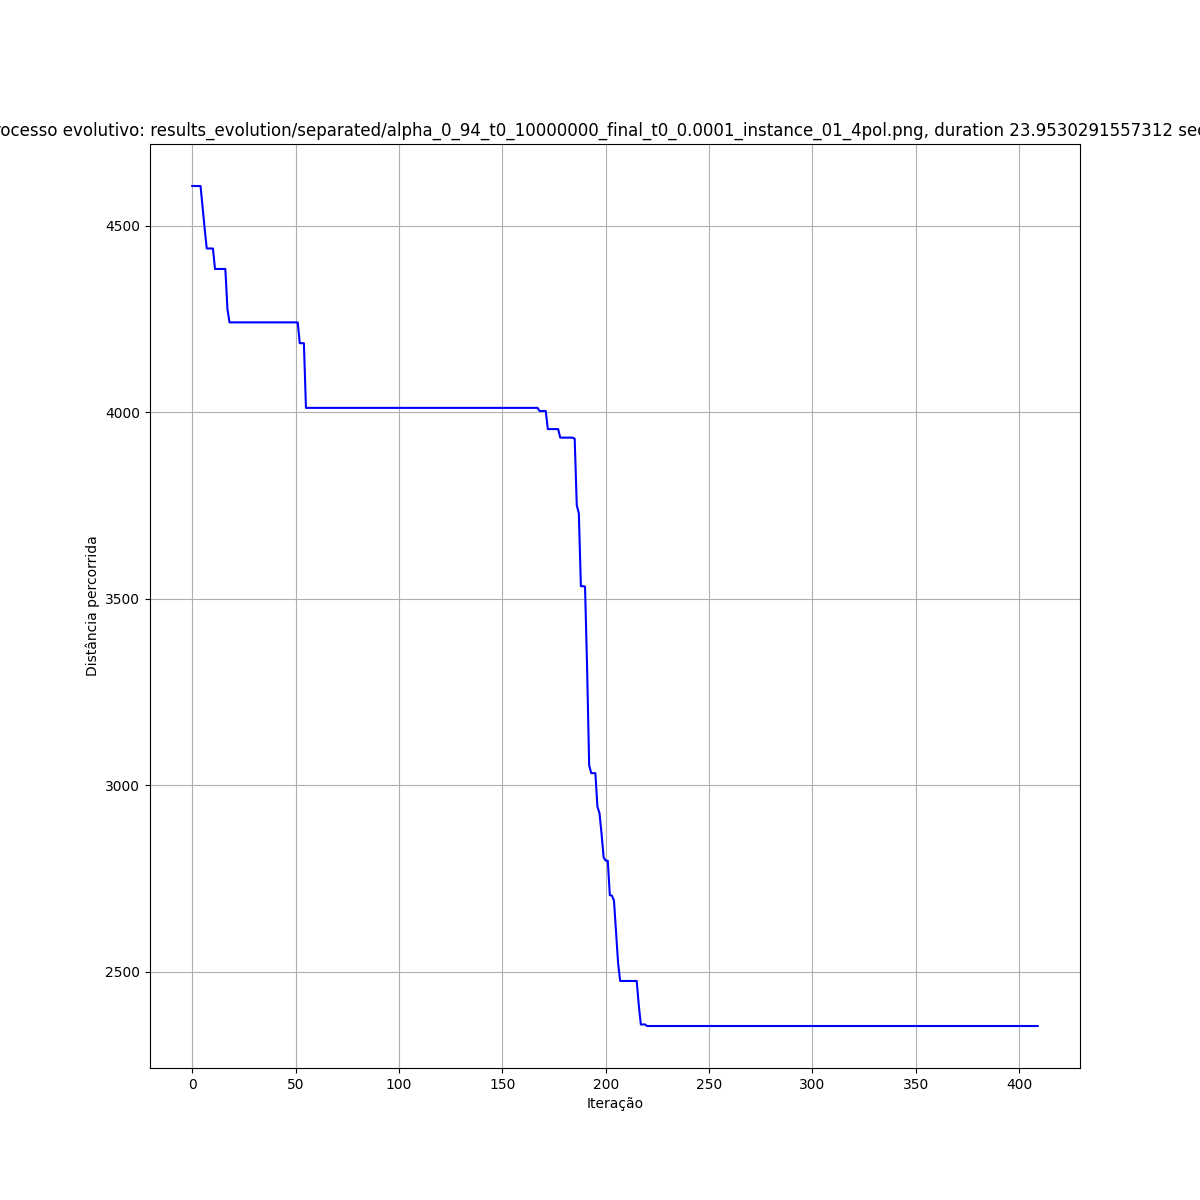 ocesso evolutivo: results_evolution/separated/alpha_0_94_t0_10000000_final_t0_0.0001_instance_01_4pol.png, duration 23.9530291557312 sec
4500
4000
3500
3000
2500
Distância percorrida
0 50 100 150 200 250 300 350 400
Iteração